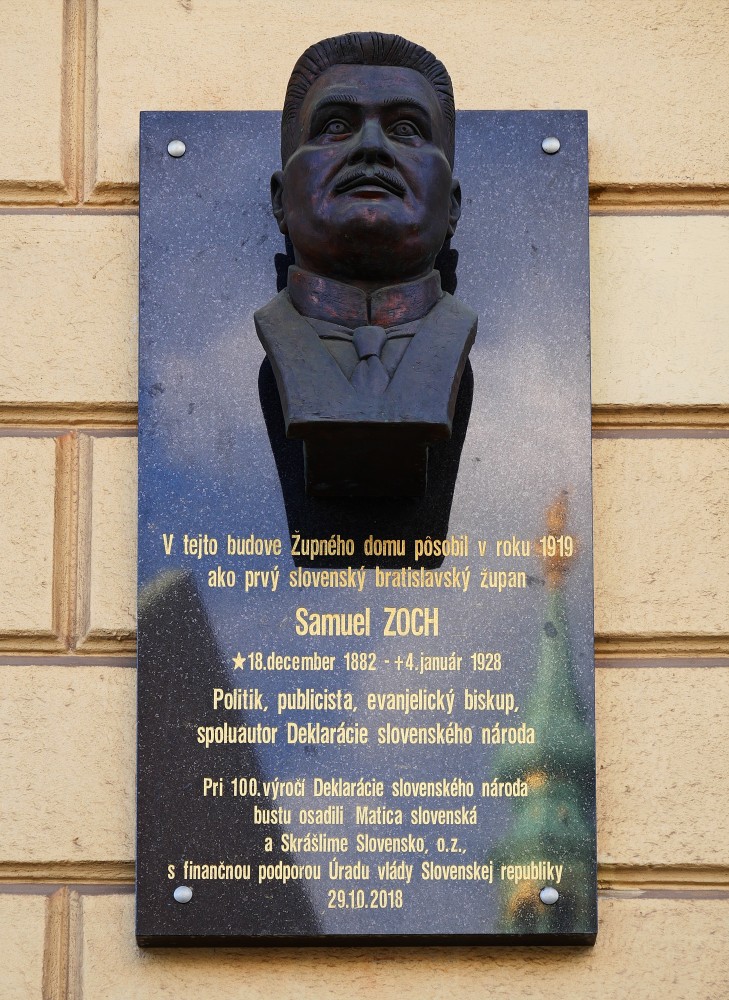 V tejto budove Župného domu pôsobil v roku 1919
ako prvý slovenský bratislavský župan
Samuel ZOCH
★18.december 1882 - +4.január 1928
Politik, publicista, evanjelický biskup,
spoluautor Deklarácie slovenského národa
Pri 100.výročí Deklarácie slovenského národa
bustu osadili Matica slovenská
a Skrášlime Slovensko, o.z.,
s finančnou podporou Úradu vlády Slovenskej republiky
29.10.2018